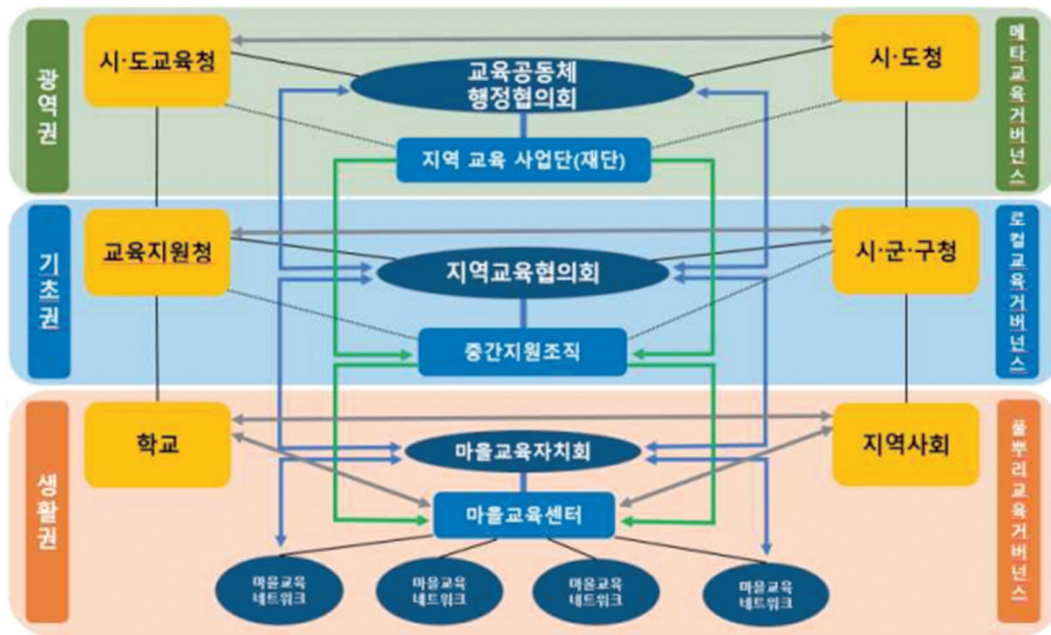 광역권
시·도교육청
교육공동체
행정협의회
시·도청
메타교육거버넌스
지역 교육 사업단(재단)
기초권
교육지원청
지역교육협의회
시·군·구청
로컬교육거버넌스
중간지원조직
생활권
학교
마을교육자치회
지역사회
풀뿌리교육거버넌스
마을교육센터
마을교육
네트워크
마을교육
네트워크
마을교육
네트워크
마을교육
네트워크